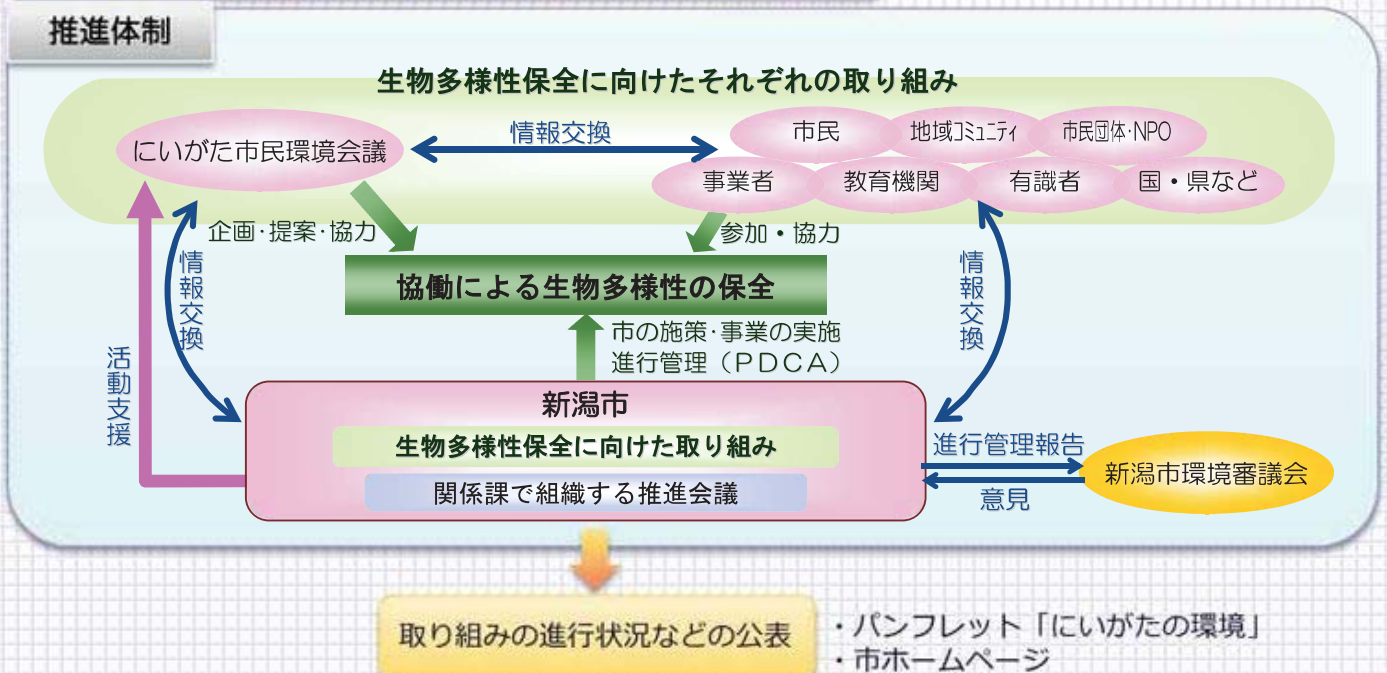 推進体制
生物多様性保全に向けたそれぞれの取り組み
にいがた市民環境会議
情報交換
市民
地域コミュニティ
市民団体・NPO
事業者
教育機関
有識者
国・県など
企画・提案・協力
参加・協力
情報交換
情報交換
協働による生物多様性の保全
市の施策・事業の実施
進行管理（PDCA）
活動支援
新潟市
生物多様性保全に向けた取り組み
関係課で組織する推進会議
進行管理報告
意見
新潟市環境審議会
取り組みの進行状況などの公表
・パンフレット「にいがたの環境」
・市ホームページ